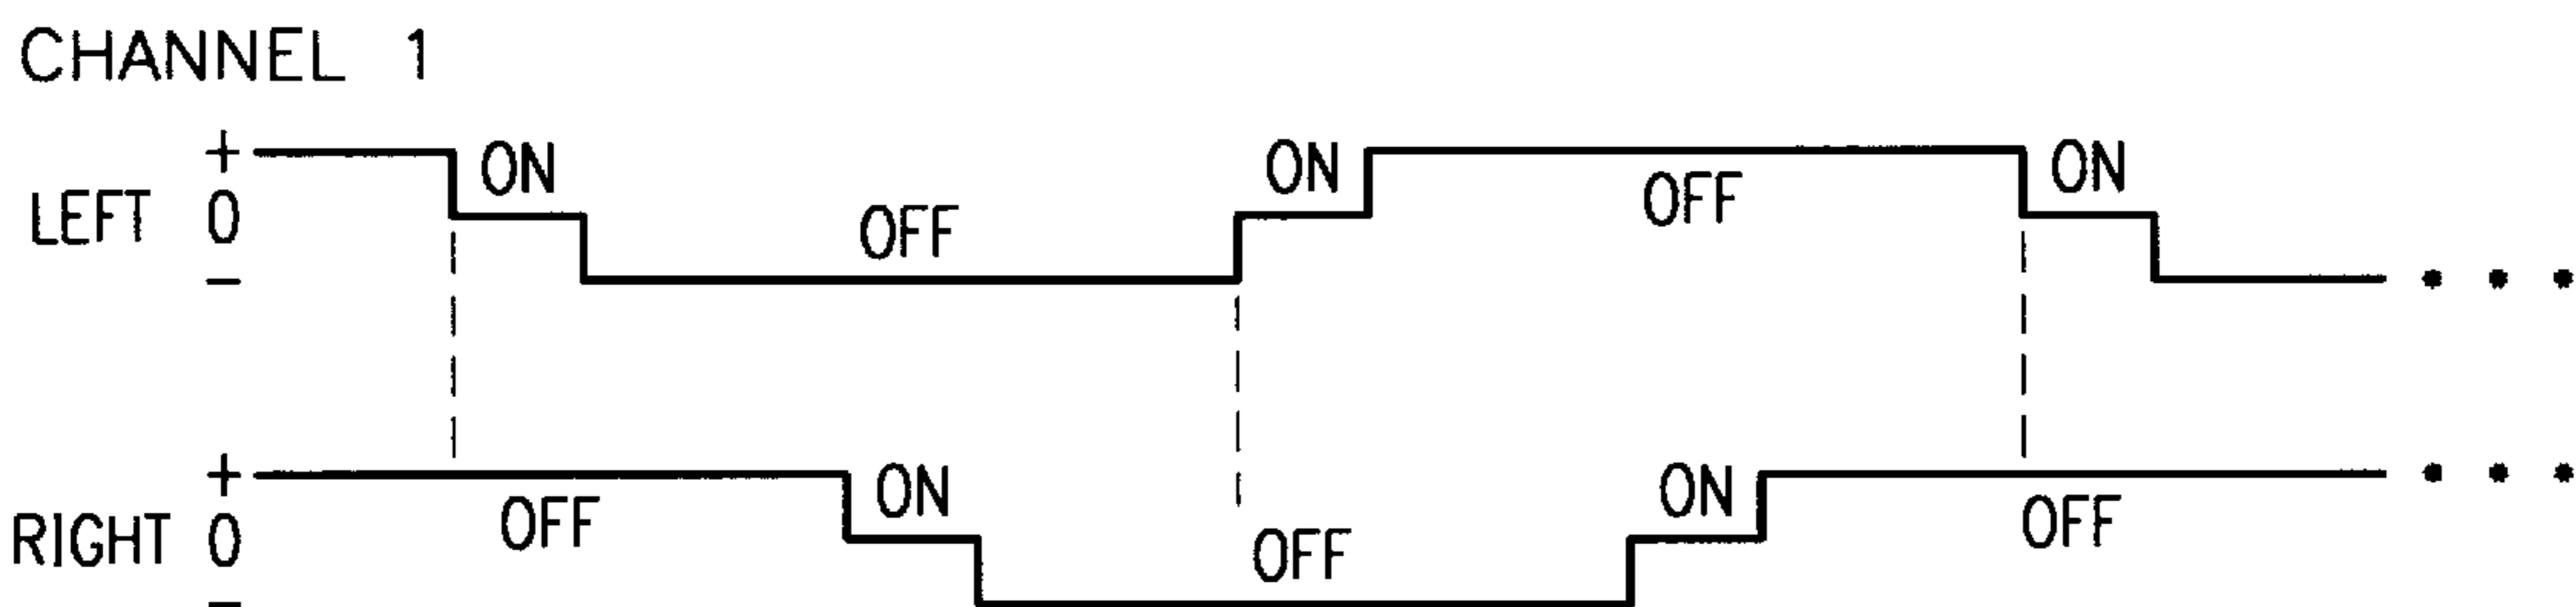 CHANNEL 1
+ ON ON ON
LEFT 0 OFF OFF
−
+ ON ON
OFF OFF
RIGHT 0 OFF
−